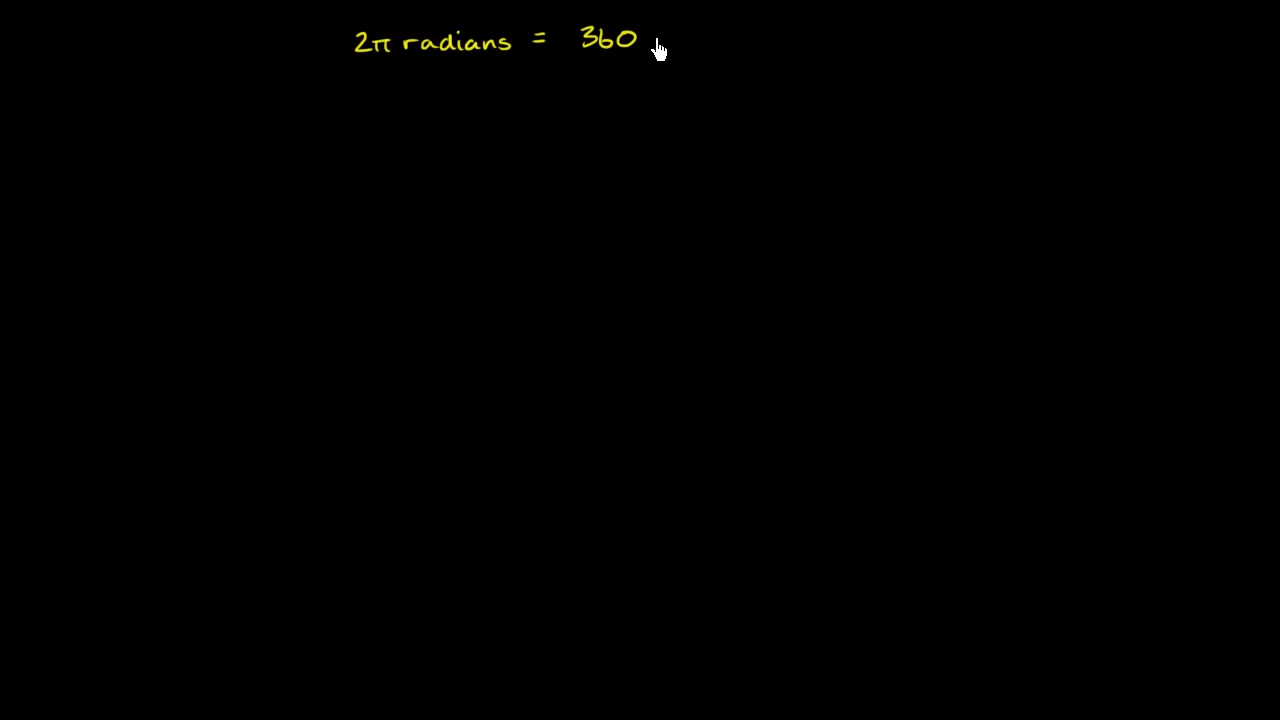 2π radians = 360